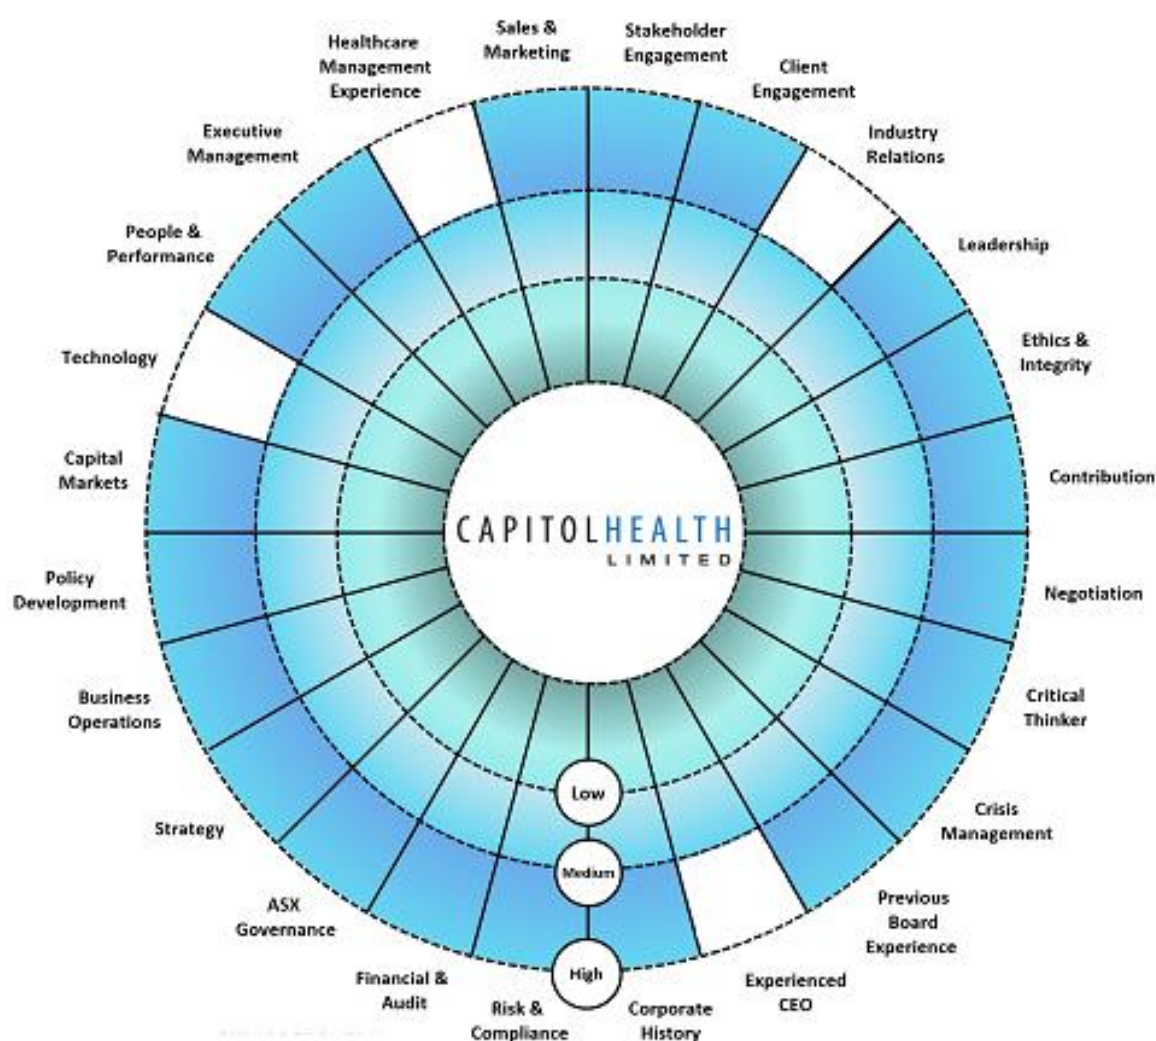 Sales &
Marketing
Stakeholder
Engagement
Client
Engagement
Industry
Relations
Leadership
Ethics &
Integrity
Contribution
Negotiation
Critical
Thinker
Crisis
Management
Previous
Board
Experience
Experienced
CEO
Corporate
History
Risk &
Compliance
Financial &
Audit
ASX
Governance
Strategy
Business
Operations
Policy
Development
Capital
Markets
Technology
People &
Performance
Executive
Management
Healthcare
Management
Experience
CAPITOLHEALTH
LIMITED
Low
Medium
High